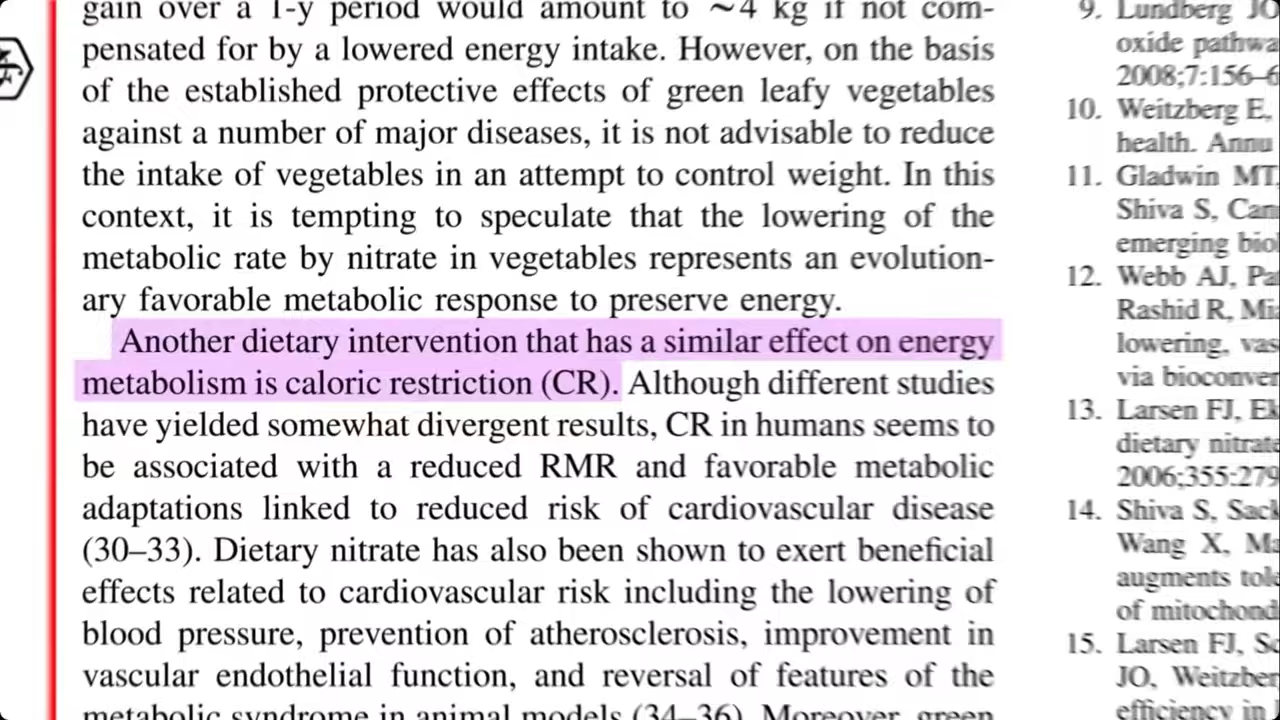 gain over a 1-y period would amount to ~4 kg if not com-
pensated for by a lowered energy intake. However, on the basis
of the established protective effects of green leafy vegetables
against a number of major diseases, it is not advisable to reduce
the intake of vegetables in an attempt to control weight. In this
context, it is tempting to speculate that the lowering of the
metabolic rate by nitrate in vegetables represents an evolution-
ary favorable metabolic response to preserve energy.
Another dietary intervention that has a similar effect on energy
metabolism is caloric restriction (CR). Although different studies
have yielded somewhat divergent results, CR in humans seems to
be associated with a reduced RMR and favorable metabolic
adaptations linked to reduced risk of cardiovascular disease
(30–33). Dietary nitrate has also been shown to exert beneficial
effects related to cardiovascular risk including the lowering of
blood pressure, prevention of atherosclerosis, improvement in
vascular endothelial function, and reversal of features of the
metabolic syndrome in animal models (34–36). Moreover, green
9. Lundberg JO
oxide pathwa
2008;7:156–6
10. Weitzberg E,
health. Annu
11. Gladwin MT,
Shiva S, Can
emerging bio
12. Webb AJ, Pa
Rashid R, Mi
lowering, vas
via bioconver
13. Larsen FJ, Ek
dietary nitrate
2006;355:279
14. Shiva S, Sack
Wang X, Ma
augments tole
of mitochond
15. Larsen FJ, Sc
JO, Weitzber
efficiency in